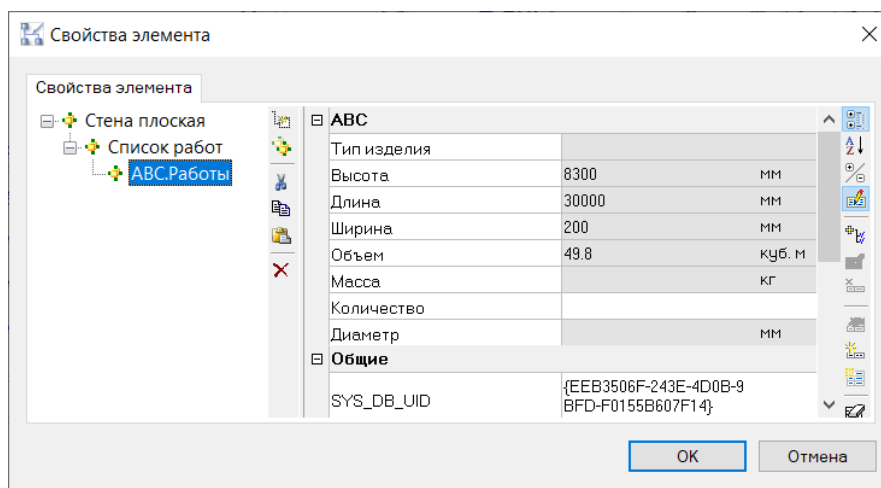 Свойства элемента
Свойства элемента
Стена плоская
Список работ
АВС.Работы
АВС
Тип изделия
Высота 8300 мм
Длина 30000 мм
Ширина 200 мм
Объем 49.8 куб. м
Масса кг
Количество
Диаметр мм
Общие
SYS_DB_UID {EEB3506F-243E-4D0B-9
BFD-F0155B607F14}
OK Отмена